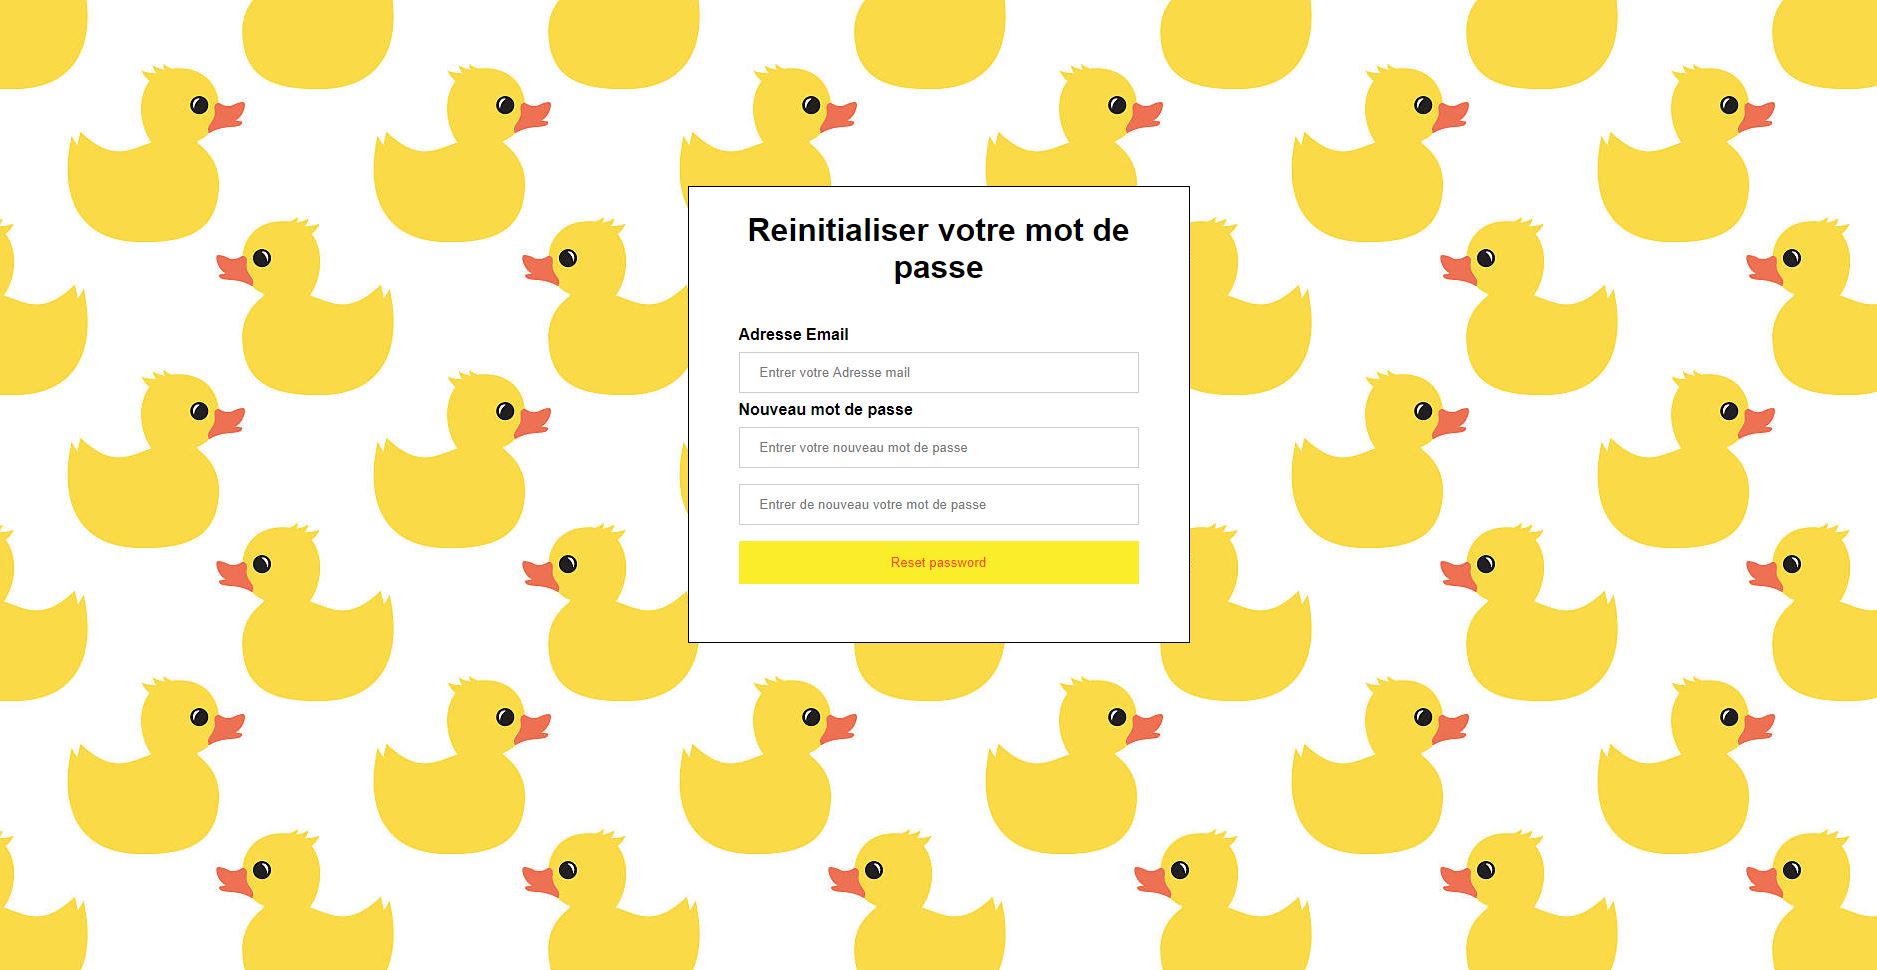 Reinitialiser votre mot de
passe
Adresse Email
Entrer votre Adresse mail
Nouveau mot de passe
Entrer votre nouveau mot de passe
Entrer de nouveau votre mot de passe
Reset password